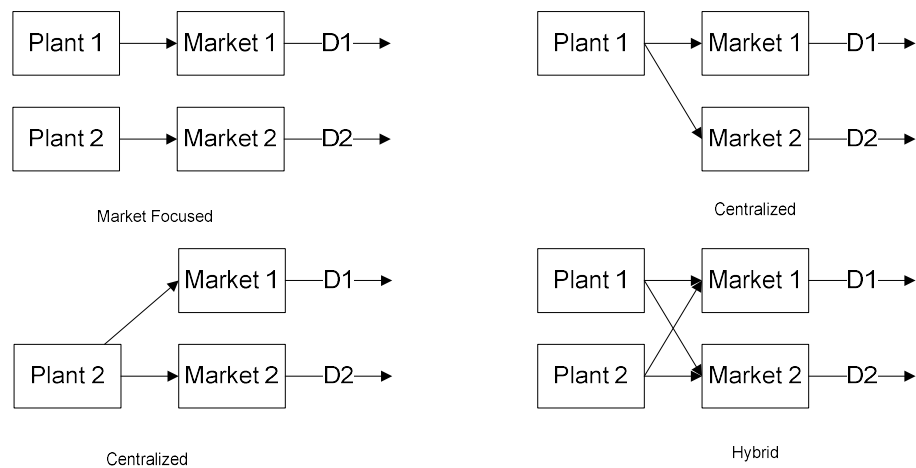 Plant 1 Market 1 D1
Plant 2 Market 2 D2
Market Focused
Plant 1 Market 1 D1
Market 2 D2
Centralized
Market 1 D1
Plant 2 Market 2 D2
Centralized
Plant 1 Market 1 D1
Plant 2 Market 2 D2
Hybrid